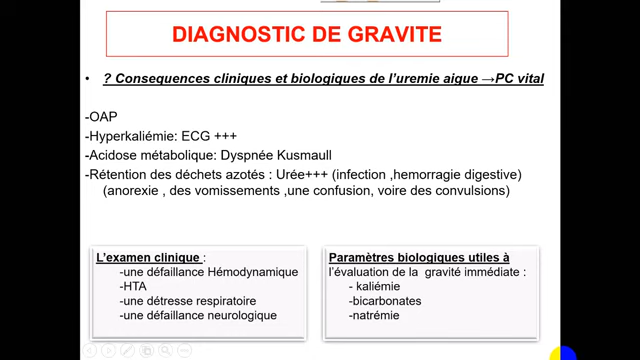 DIAGNOSTIC DE GRAVITE
• ? Consequences cliniques et biologiques de l'uremie aigue →PC vital
-OAP
-Hyperkaliémie: ECG +++
-Acidose métabolique: Dyspnée Kusmaull
-Rétention des déchets azotés : Urée+++ (infection ,hemorragie digestive)
(anorexie , des vomissements ,une confusion, voire des convulsions)
L'examen clinique :
-une défaillance Hémodynamique
-HTA
-une détresse respiratoire
-une défaillance neurologique
Paramètres biologiques utiles à
l'évaluation de la gravité immédiate :
- kaliémie
-bicarbonates
-natrémie